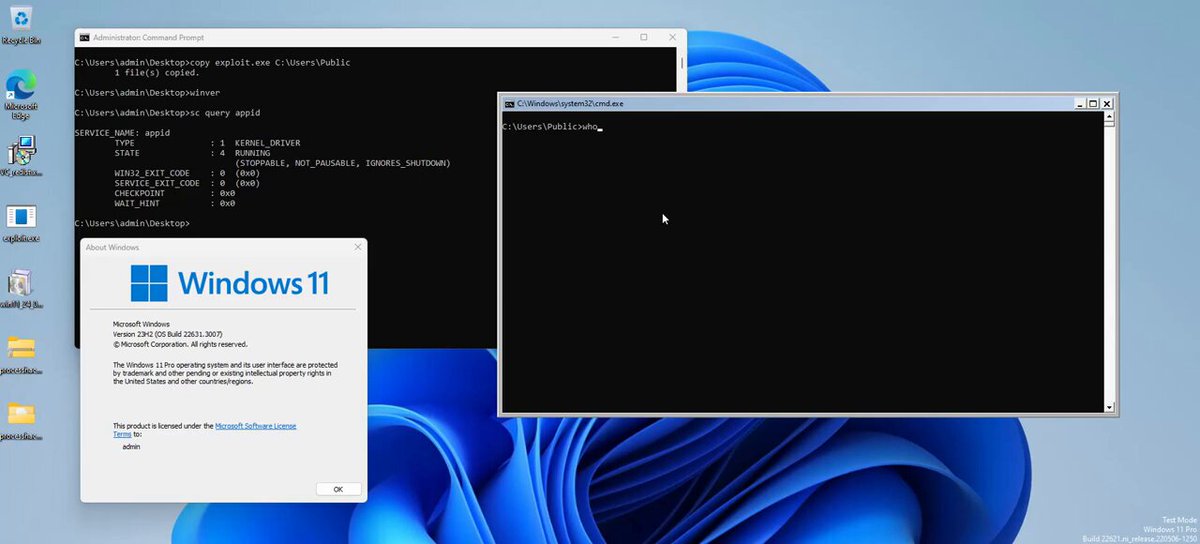 Recycle Bin
Microsoft
Edge
exploit.exe
Administrator: Command Prompt
C:\Users\admin\Desktop>copy exploit.exe C:\Users\Public
1 file(s) copied.
C:\Users\admin\Desktop>winver
C:\Users\admin\Desktop>sc query appid
SERVICE_NAME: appid
TYPE : 1 KERNEL_DRIVER
STATE : 4 RUNNING
(STOPPABLE, NOT_PAUSABLE, IGNORES_SHUTDOWN)
WIN32_EXIT_CODE : 0 (0x0)
SERVICE_EXIT_CODE : 0 (0x0)
CHECKPOINT : 0x0
WAIT_HINT : 0x0
C:\Users\admin\Desktop>
About Windows
Windows 11
Microsoft Windows
Version 23H2 (OS Build 22631.3007)
© Microsoft Corporation. All rights reserved.
The Windows 11 Pro operating system and its user interface are protected
by trademark and other pending or existing intellectual property rights in
the United States and other countries/regions.
This product is licensed under the Microsoft Software License
Terms to:
admin
OK
C:\Windows\system32\cmd.exe
C:\Users\Public>who_
Test Mode
Windows 11 Pro
Build 22621.ni_release.220506-1250